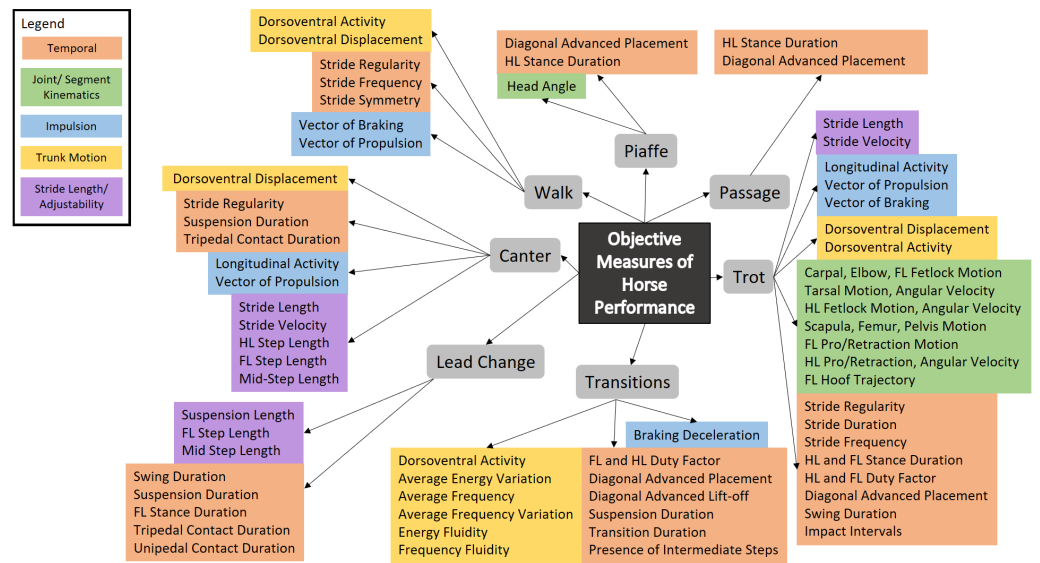 Legend
Temporal
Joint/ Segment
Kinematics
Impulsion
Trunk Motion
Stride Length/
Adjustability
Dorsoventral Activity
Dorsoventral Displacement
Stride Regularity
Stride Frequency
Stride Symmetry
Vector of Braking
Vector of Propulsion
Walk
Diagonal Advanced Placement
HL Stance Duration
Head Angle
Piaffe
HL Stance Duration
Diagonal Advanced Placement
Passage
Objective
Measures of
Horse
Performance
Dorsoventral Displacement
Stride Regularity
Suspension Duration
Tripedal Contact Duration
Longitudinal Activity
Vector of Propulsion
Stride Length
Stride Velocity
HL Step Length
FL Step Length
Mid-Step Length
Canter
Stride Length
Stride Velocity
Longitudinal Activity
Vector of Propulsion
Vector of Braking
Dorsoventral Displacement
Dorsoventral Activity
Carpal, Elbow, FL Fetlock Motion
Tarsal Motion, Angular Velocity
HL Fetlock Motion, Angular Velocity
Scapula, Femur, Pelvis Motion
FL Pro/Retraction Motion
HL Pro/Retraction, Angular Velocity
FL Hoof Trajectory
Stride Regularity
Stride Duration
Stride Frequency
HL and FL Stance Duration
HL and FL Duty Factor
Diagonal Advanced Placement
Swing Duration
Impact Intervals
Trot
Lead Change
Suspension Length
FL Step Length
Mid Step Length
Swing Duration
Suspension Duration
FL Stance Duration
Tripedal Contact Duration
Unipedal Contact Duration
Transitions
Braking Deceleration
Dorsoventral Activity
Average Energy Variation
Average Frequency
Average Frequency Variation
Energy Fluidity
Frequency Fluidity
FL and HL Duty Factor
Diagonal Advanced Placement
Diagonal Advanced Lift-off
Suspension Duration
Transition Duration
Presence of Intermediate Steps